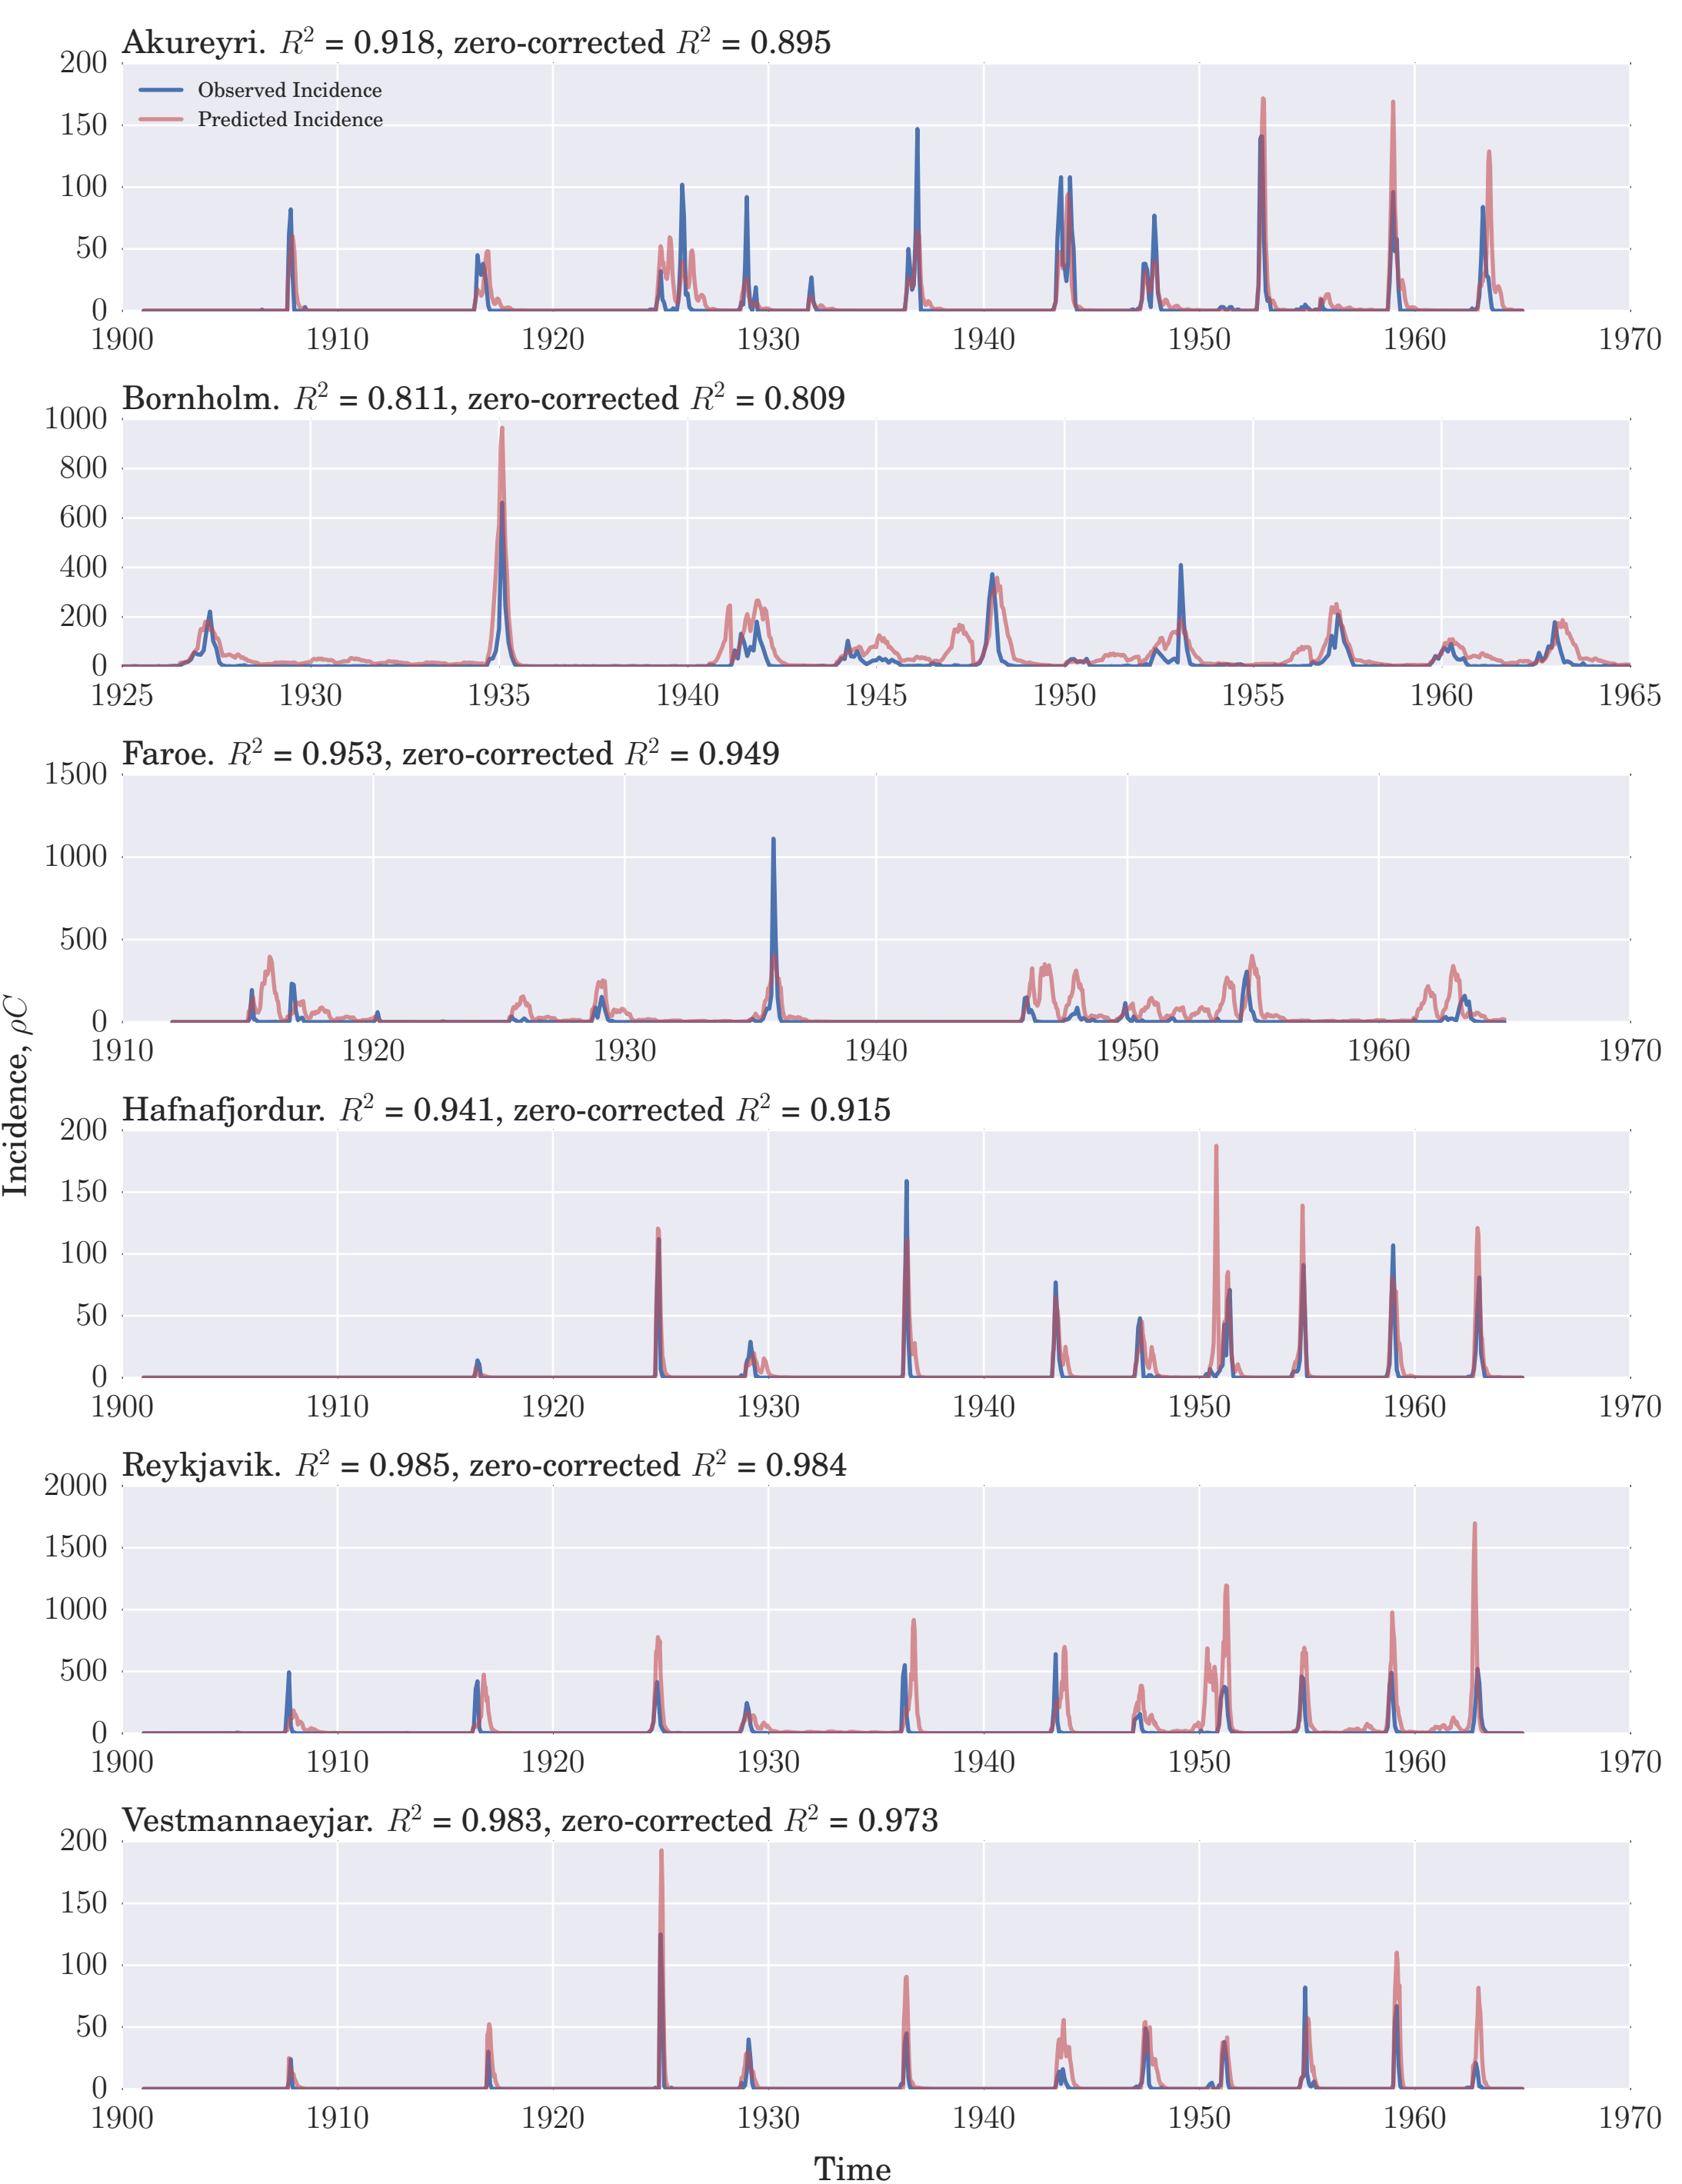 Akureyri. R² = 0.918, zero-corrected R² = 0.895
200
150
100
50
0
Observed Incidence
Predicted Incidence
1900 1910 1920 1930 1940 1950 1960 1970
Bornholm. R² = 0.811, zero-corrected R² = 0.809
1000
800
600
400
200
0
1925 1930 1935 1940 1945 1950 1955 1960 1965
Faroe. R² = 0.953, zero-corrected R² = 0.949
1500
1000
500
0
1910 1920 1930 1940 1950 1960 1970
Incidence, ρC
Hafnafjordur. R² = 0.941, zero-corrected R² = 0.915
200
150
100
50
0
1900 1910 1920 1930 1940 1950 1960 1970
Reykjavik. R² = 0.985, zero-corrected R² = 0.984
2000
1500
1000
500
0
1900 1910 1920 1930 1940 1950 1960 1970
Vestmannaeyjar. R² = 0.983, zero-corrected R² = 0.973
200
150
100
50
0
1900 1910 1920 1930 1940 1950 1960 1970
Time